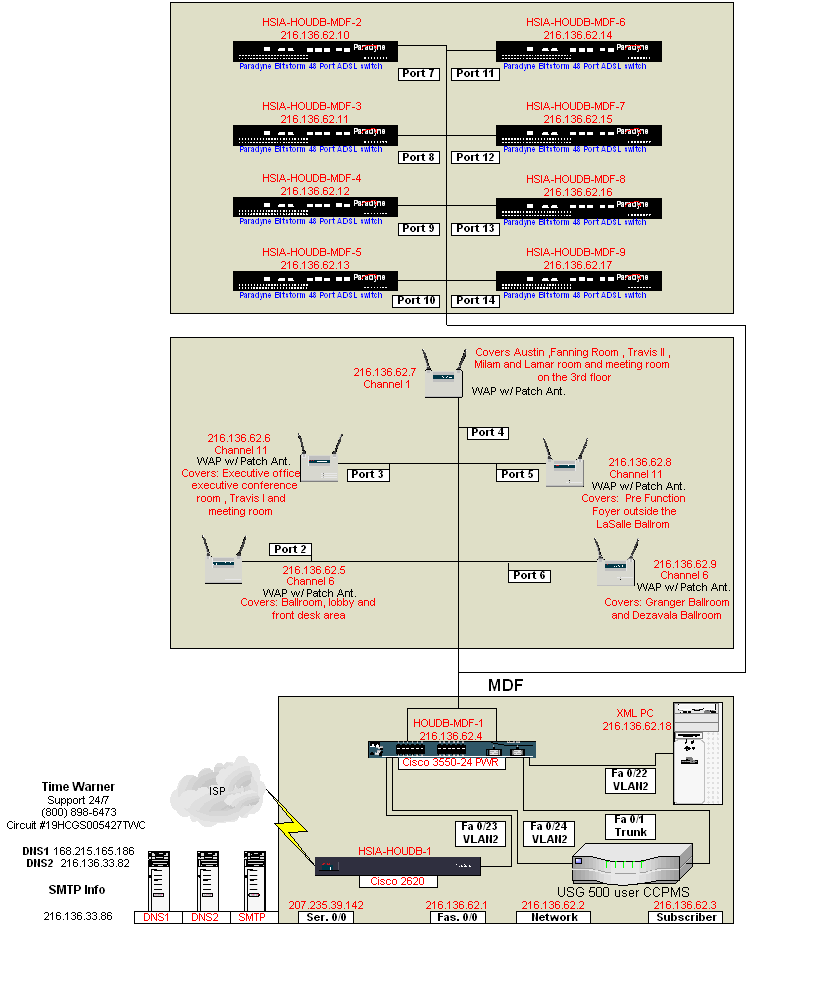 HSIA-HOUDB-MDF-2
216.136.62.10
Paradyne
Paradyne Bitstorm 48 Port ADSL switch
Port 7
HSIA-HOUDB-MDF-6
216.136.62.14
Paradyne
Paradyne Bitstorm 48 Port ADSL switch
Port 11
HSIA-HOUDB-MDF-3
216.136.62.11
Paradyne
Paradyne Bitstorm 48 Port ADSL switch
Port 8
HSIA-HOUDB-MDF-7
216.136.62.15
Paradyne
Paradyne Bitstorm 48 Port ADSL switch
Port 12
HSIA-HOUDB-MDF-4
216.136.62.12
Paradyne
Paradyne Bitstorm 48 Port ADSL switch
Port 9
HSIA-HOUDB-MDF-8
216.136.62.16
Paradyne
Paradyne Bitstorm 48 Port ADSL switch
Port 13
HSIA-HOUDB-MDF-5
216.136.62.13
Paradyne
Paradyne Bitstorm 48 Port ADSL switch
Port 10
HSIA-HOUDB-MDF-9
216.136.62.17
Paradyne
Paradyne Bitstorm 48 Port ADSL switch
Port 14
216.136.62.7
Channel 1
Covers Austin ,Fanning Room , Travis II ,
Milam and Lamar room and meeting room
on the 3rd floor
WAP w/ Patch Ant.
Port 4
216.136.62.6
Channel 11
WAP w/ Patch Ant.
Covers: Executive office
executive conference
room , Travis I and
meeting room
Port 3
Port 5
216.136.62.8
Channel 11
WAP w/ Patch Ant.
Covers: Pre Function
Foyer outside the
LaSalle Ballrom
Port 2
216.136.62.5
Channel 6
WAP w/ Patch Ant.
Covers: Ballroom, lobby and
front desk area
Port 6
216.136.62.9
Channel 6
WAP w/ Patch Ant.
Covers: Granger Ballroom
and Dezavala Ballroom
MDF
HOUDB-MDF-1
216.136.62.4
Cisco 3550-24 PWR
XML PC
216.136.62.18
Fa 0/22
VLAN2
Fa 0/23
VLAN2
Fa 0/24
VLAN2
Fa 0/1
Trunk
ISP
Time Warner
Support 24/7
(800) 898-6473
Circuit #19HCGS005427TWC
DNS1 168.215.165.186
DNS2 216.136.33.82
SMTP Info
216.136.33.86
DNS1
DNS2
SMTP
HSIA-HOUDB-1
Cisco 2620
USG 500 user CCPMS
207.235.39.142
Ser. 0/0
216.136.62.1
Fas. 0/0
216.136.62.2
Network
216.136.62.3
Subscriber